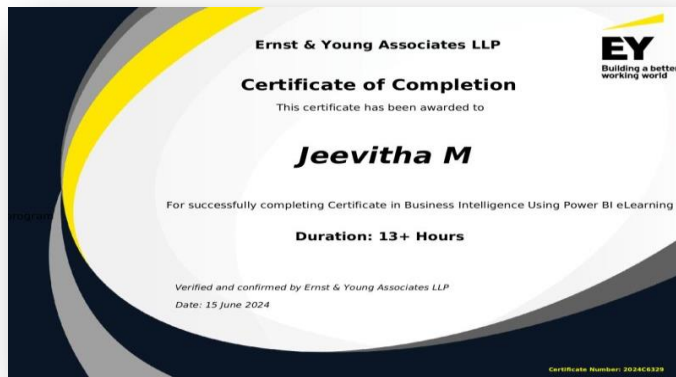 Ernst & Young Associates LLP
EY
Building a better
working world
Certificate of Completion
This certificate has been awarded to
Jeevitha M
For successfully completing Certificate in Business Intelligence Using Power BI eLearning
program
Duration: 13+ Hours
Verified and confirmed by Ernst & Young Associates LLP
Date: 15 June 2024
Certificate Number: 2024C6329